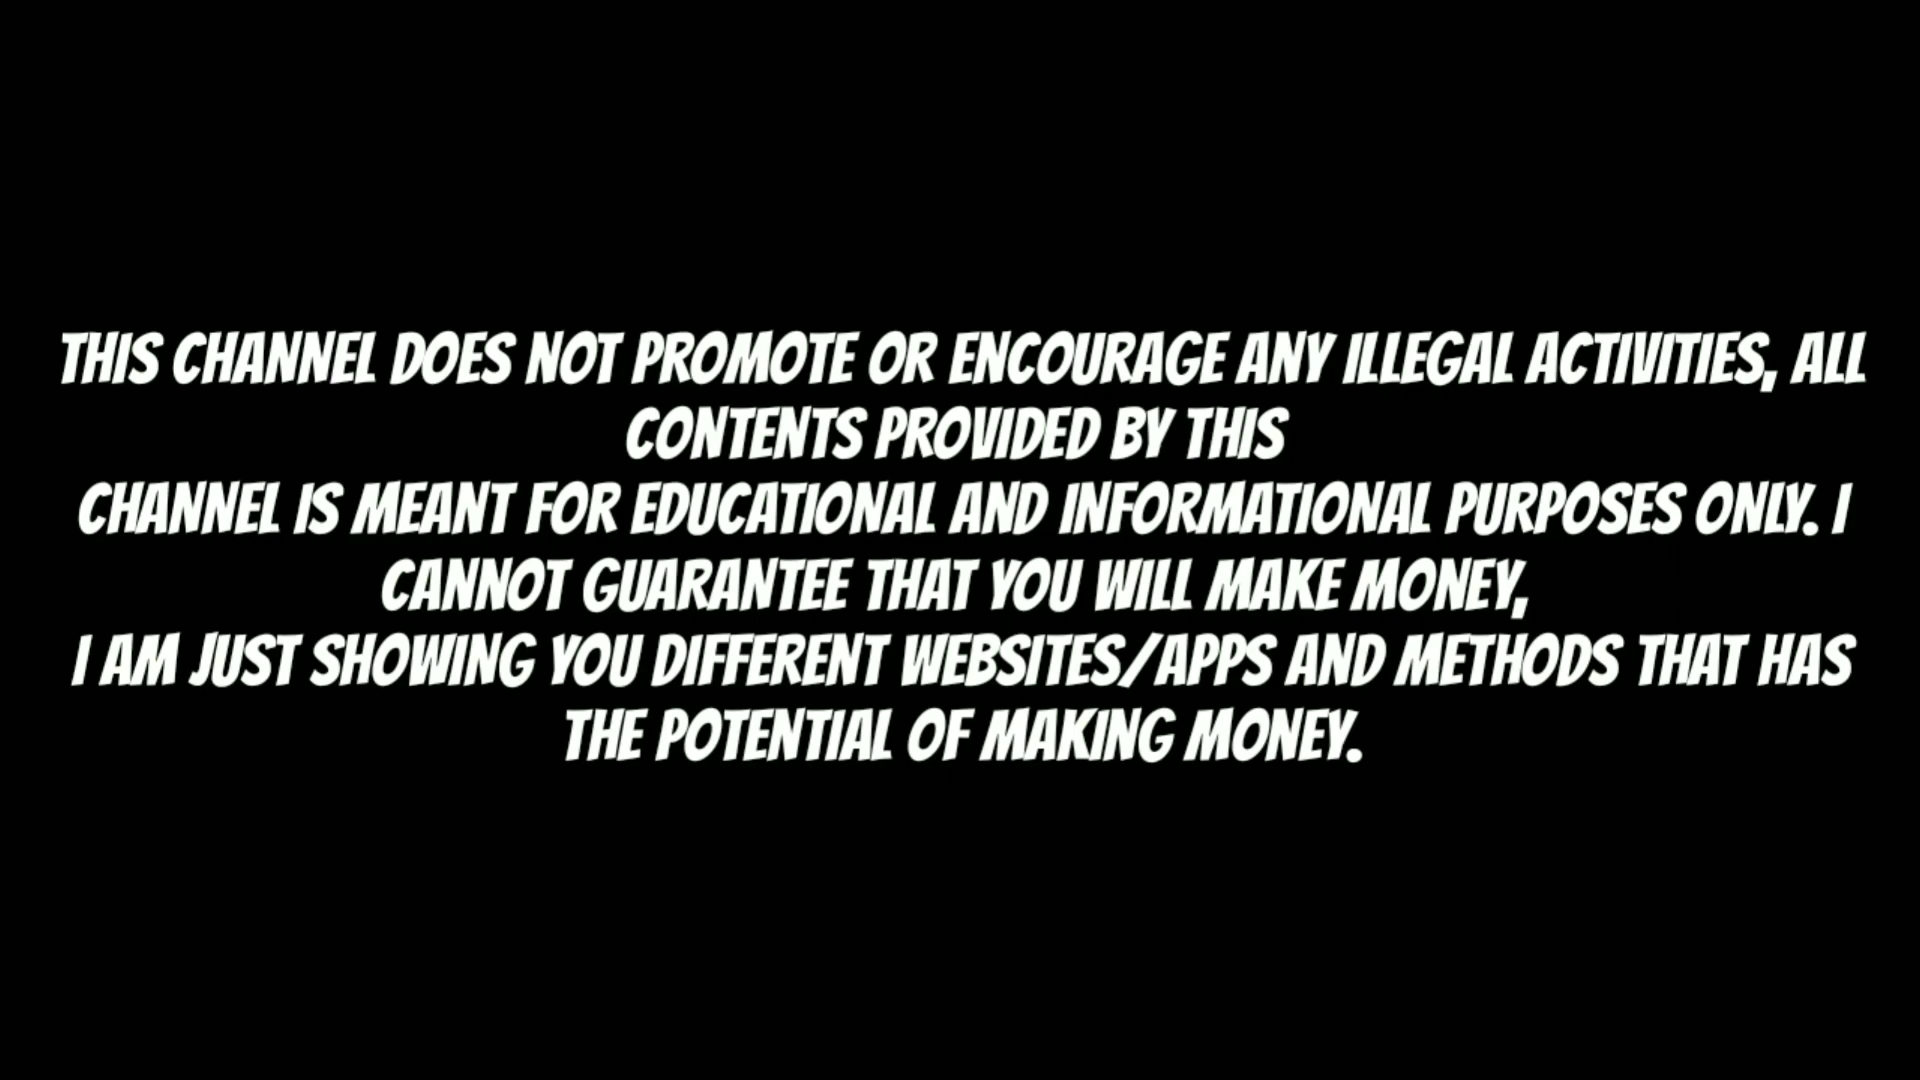 THIS CHANNEL DOES NOT PROMOTE OR ENCOURAGE ANY ILLEGAL ACTIVITIES, ALL
CONTENTS PROVIDED BY THIS
CHANNEL IS MEANT FOR EDUCATIONAL AND INFORMATIONAL PURPOSES ONLY. I
CANNOT GUARANTEE THAT YOU WILL MAKE MONEY,
I AM JUST SHOWING YOU DIFFERENT WEBSITES/APPS AND METHODS THAT HAS
THE POTENTIAL OF MAKING MONEY.